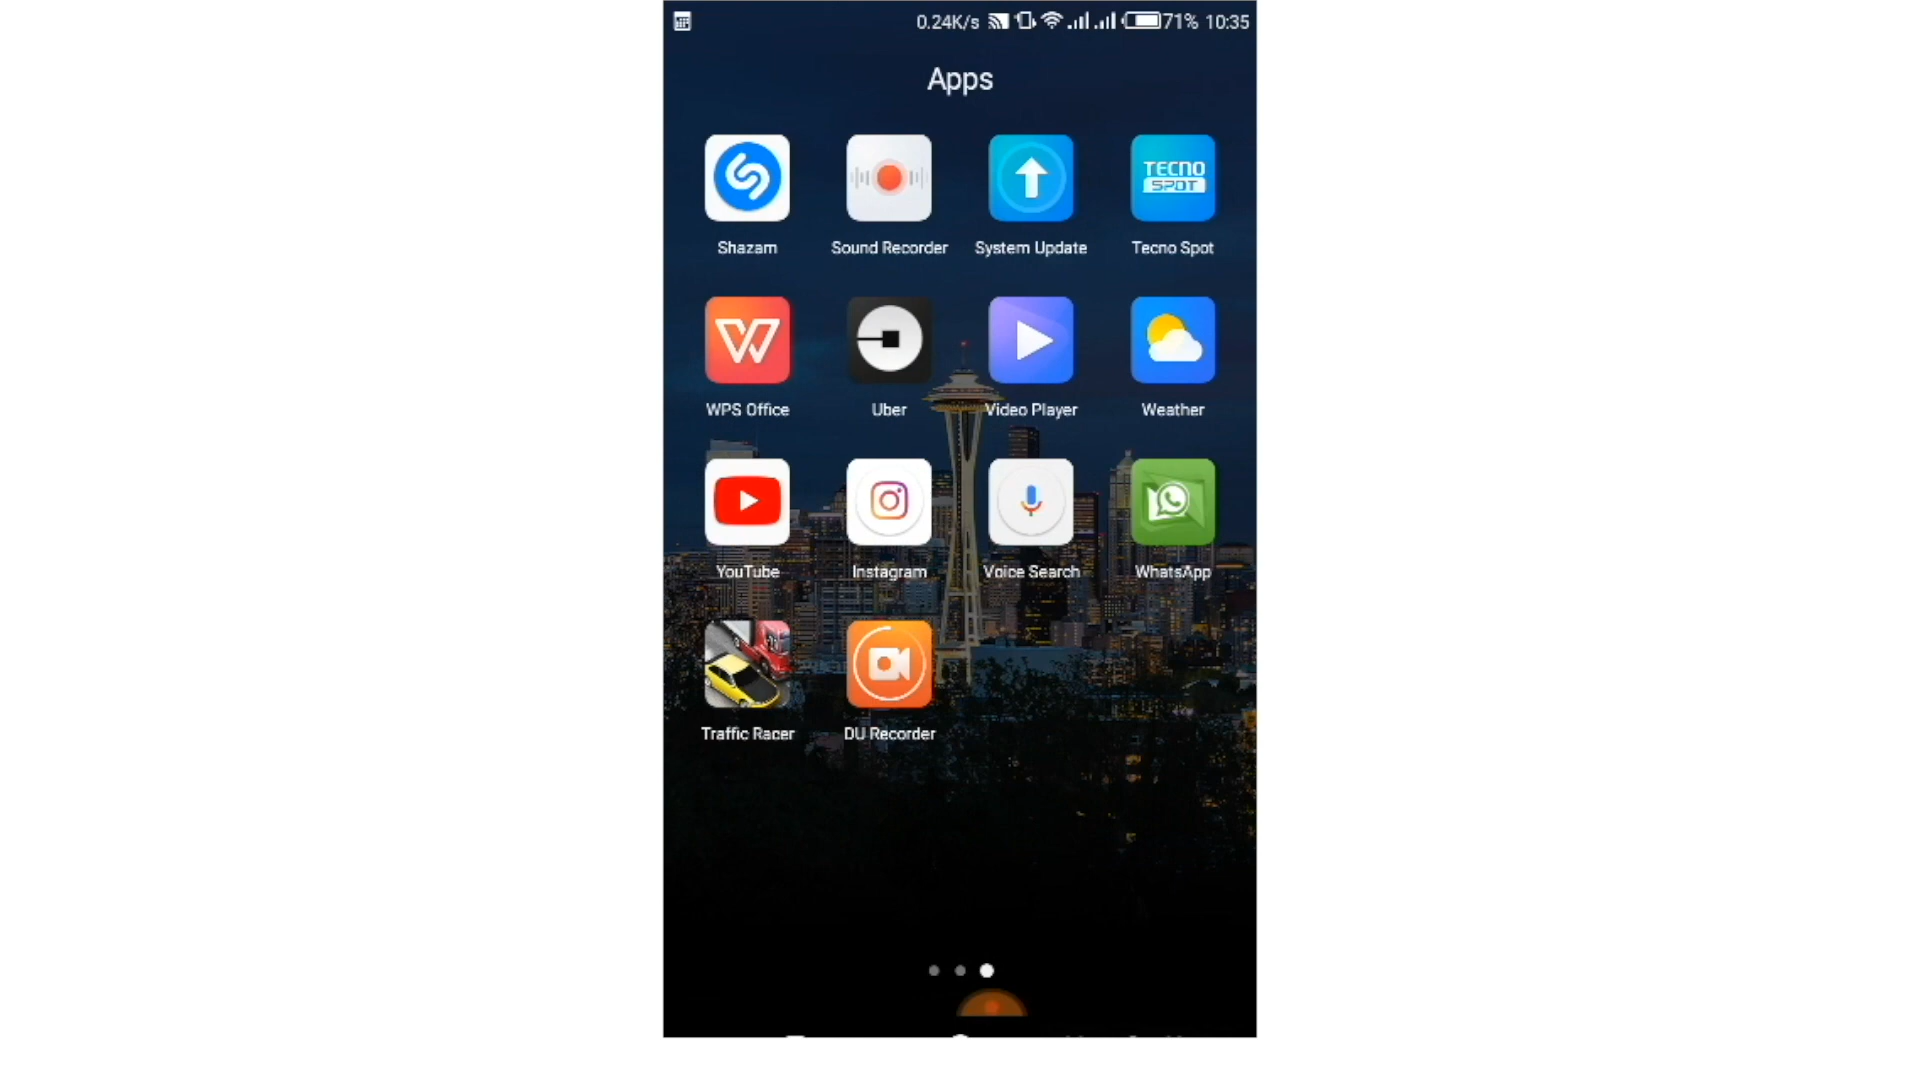 0.24K/s 71% 10:35
Apps
Shazam Sound Recorder System Update Tecno Spot
TECNO
SPOT
WPS Office Uber Video Player Weather
YouTube Instagram Voice Search WhatsApp
Traffic Racer DU Recorder